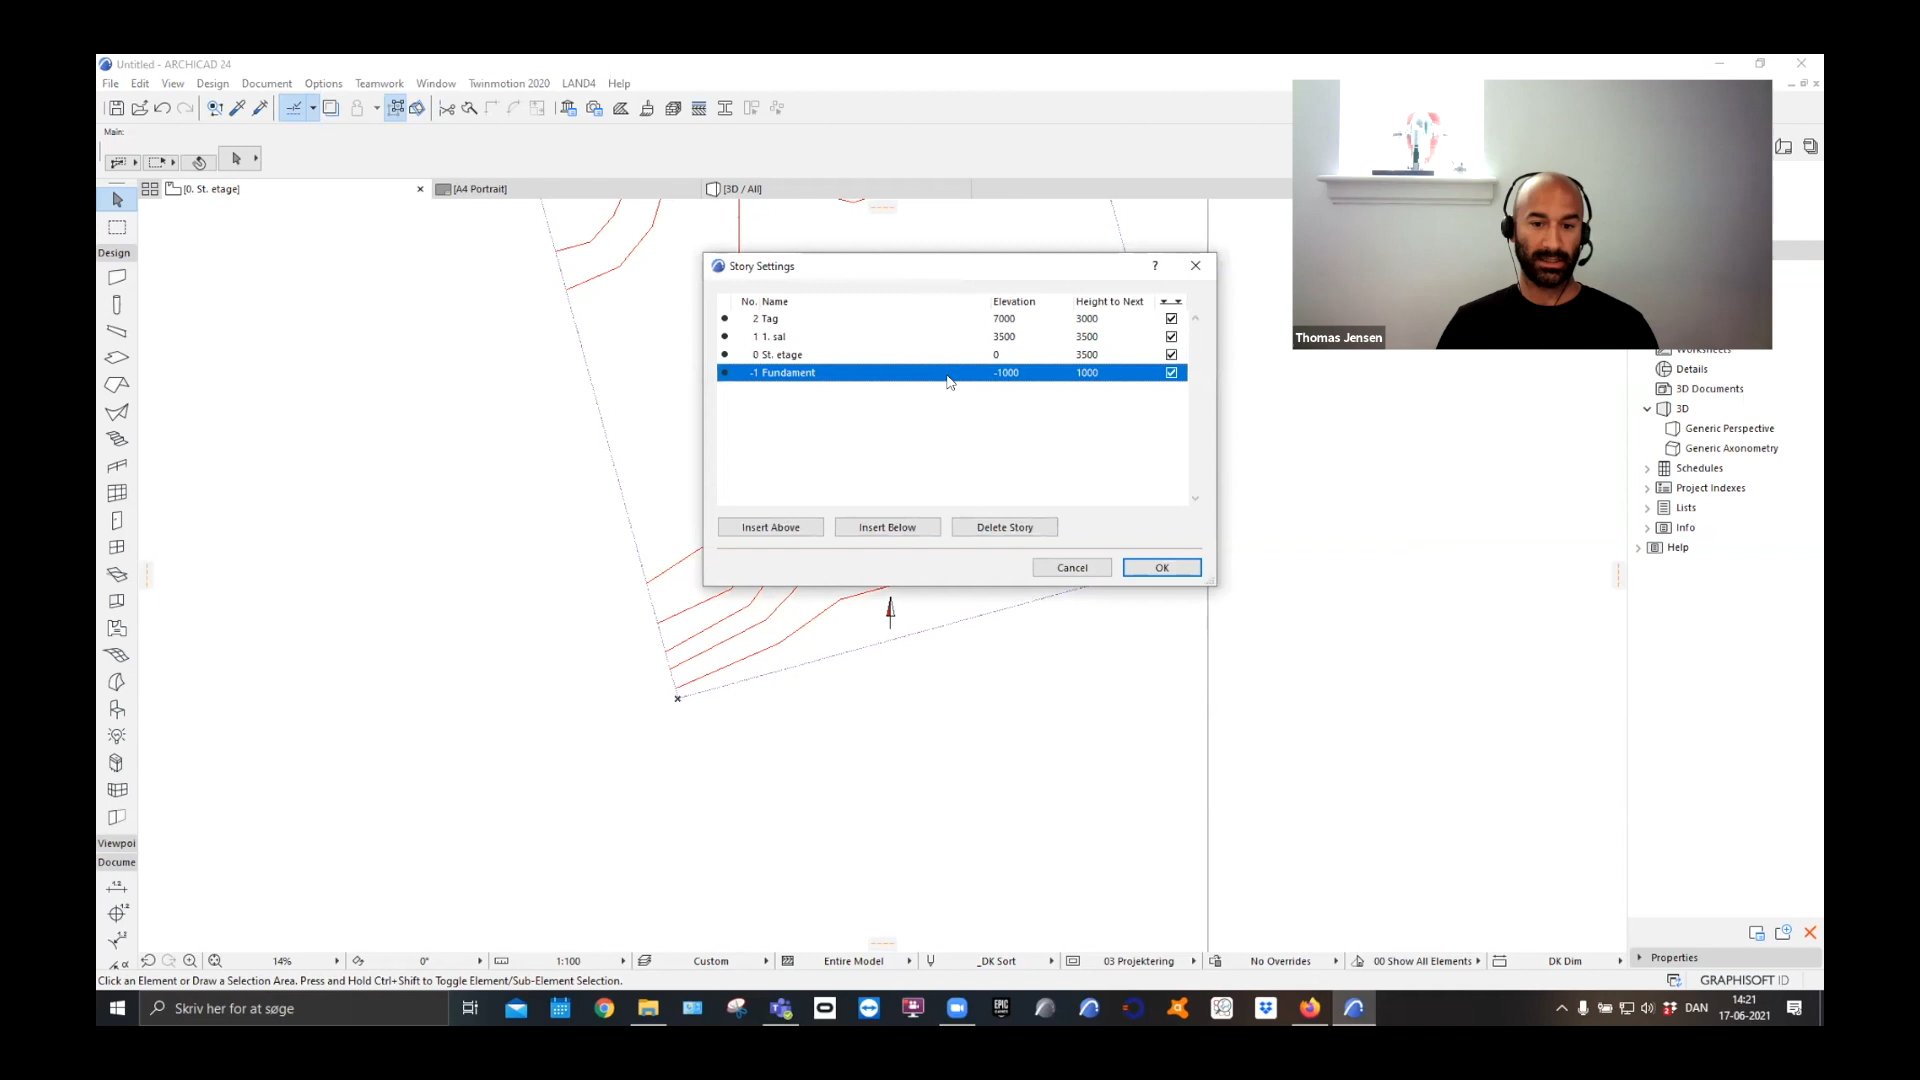 Untitled - ARCHICAD 24
File Edit View Design Document Options Teamwork Window Twinmotion 2020 LAND4 Help
Main:
[0. St. etage] [A4 Portrait] [3D / All]
Design
Story Settings
No. Name Elevation Height to Next
2 Tag 7000 3000
1 1. sal 3500 3500
0 St. etage 0 3500
-1 Fundament -1000 1000
Insert Above Insert Below Delete Story
Cancel OK
Thomas Jensen
Worksheets
Details
3D Documents
3D
Generic Perspective
Generic Axonometry
Schedules
Project Indexes
Lists
Info
Help
Viewpoi
Docume
14% 0° 1:100 Custom Entire Model _DK Sort 03 Projektering No Overrides 00 Show All Elements DK Dim
Properties
Click an Element or Draw a Selection Area. Press and Hold Ctrl+Shift to Toggle Element/Sub-Element Selection.
GRAPHISOFT ID
Skriv her for at søge
EPIC GAMES
DAN
14:21
17-06-2021